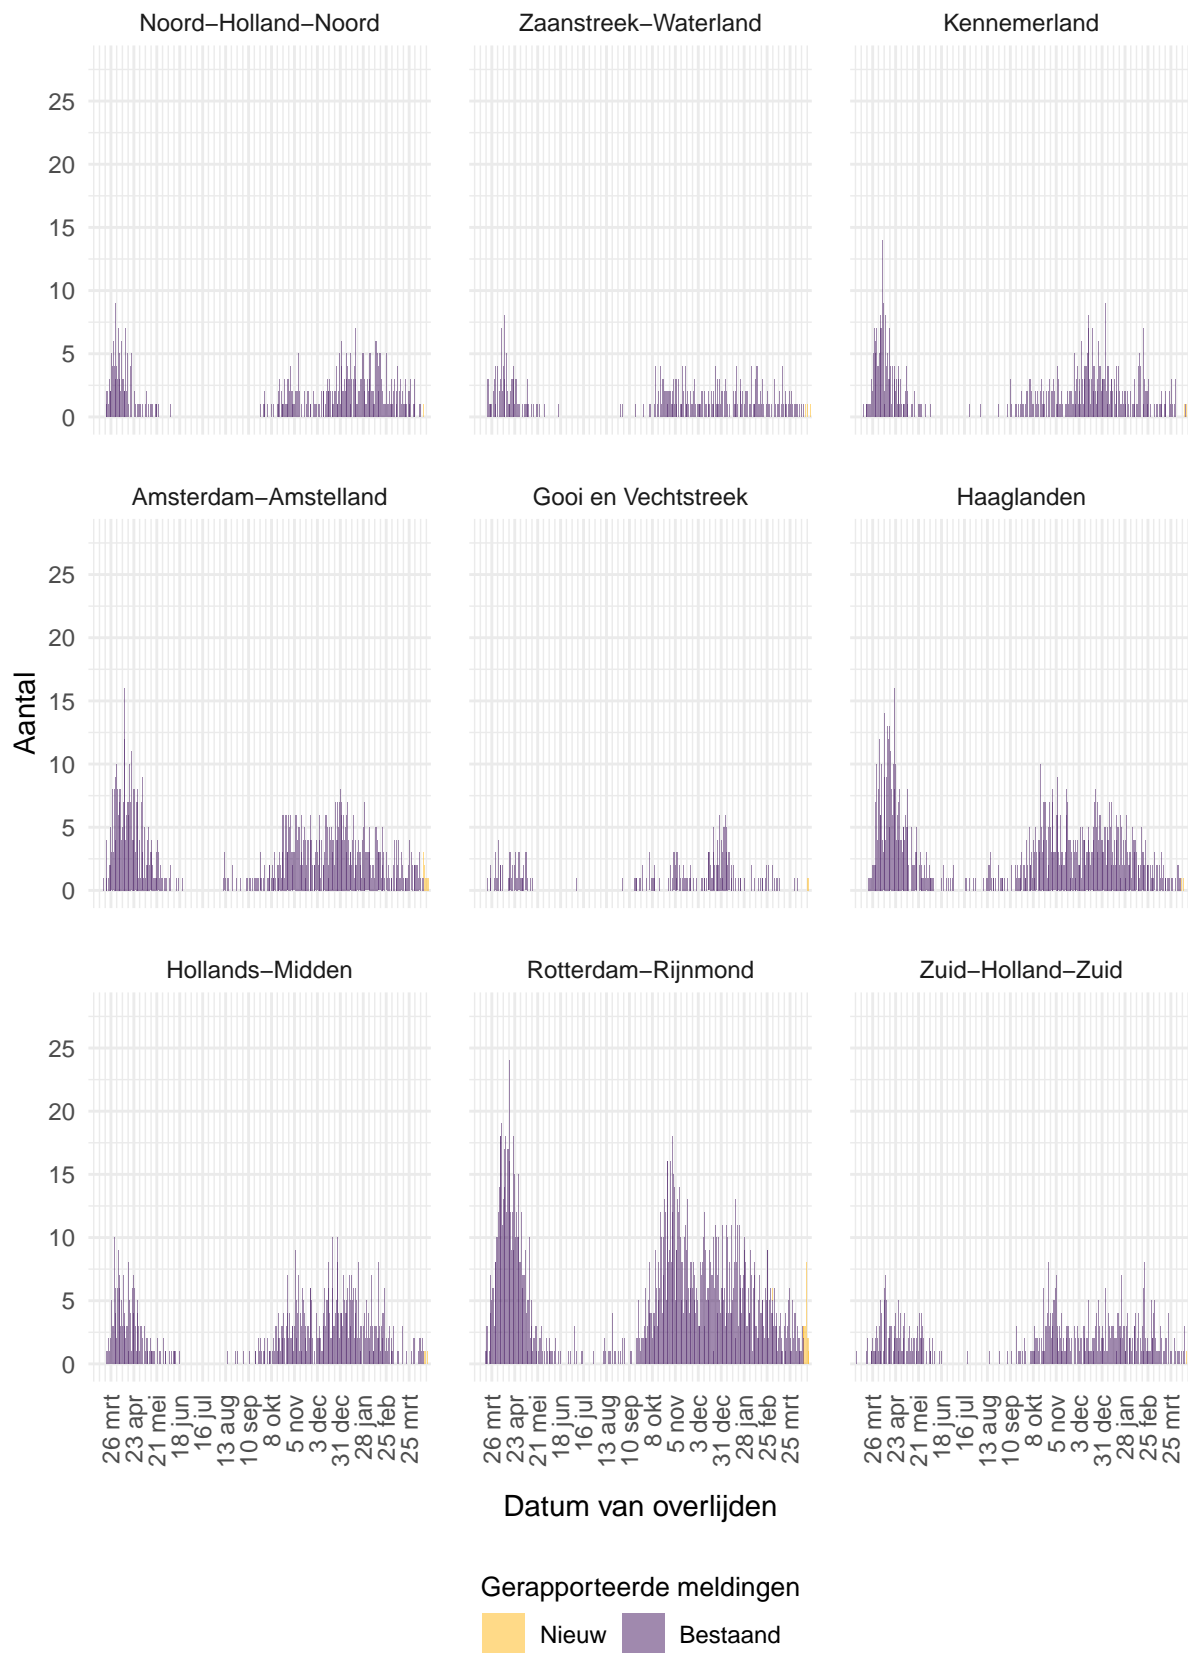 Noord−Holland−Noord
Zaanstreek−Waterland
Kennemerland
25
20
15
10
5
0
Amsterdam−Amstelland
Gooi en Vechtstreek
Haaglanden
25
20
15
10
5
0
Hollands−Midden
Rotterdam−Rijnmond
Zuid−Holland−Zuid
25
20
15
10
5
0
Aantal
26 mrt
23 apr
21 mei
18 jun
16 jul
13 aug
10 sep
8 okt
5 nov
3 dec
31 dec
28 jan
25 feb
25 mrt
26 mrt
23 apr
21 mei
18 jun
16 jul
13 aug
10 sep
8 okt
5 nov
3 dec
31 dec
28 jan
25 feb
25 mrt
26 mrt
23 apr
21 mei
18 jun
16 jul
13 aug
10 sep
8 okt
5 nov
3 dec
31 dec
28 jan
25 feb
25 mrt
Datum van overlijden
Gerapporteerde meldingen
Nieuw
Bestaand